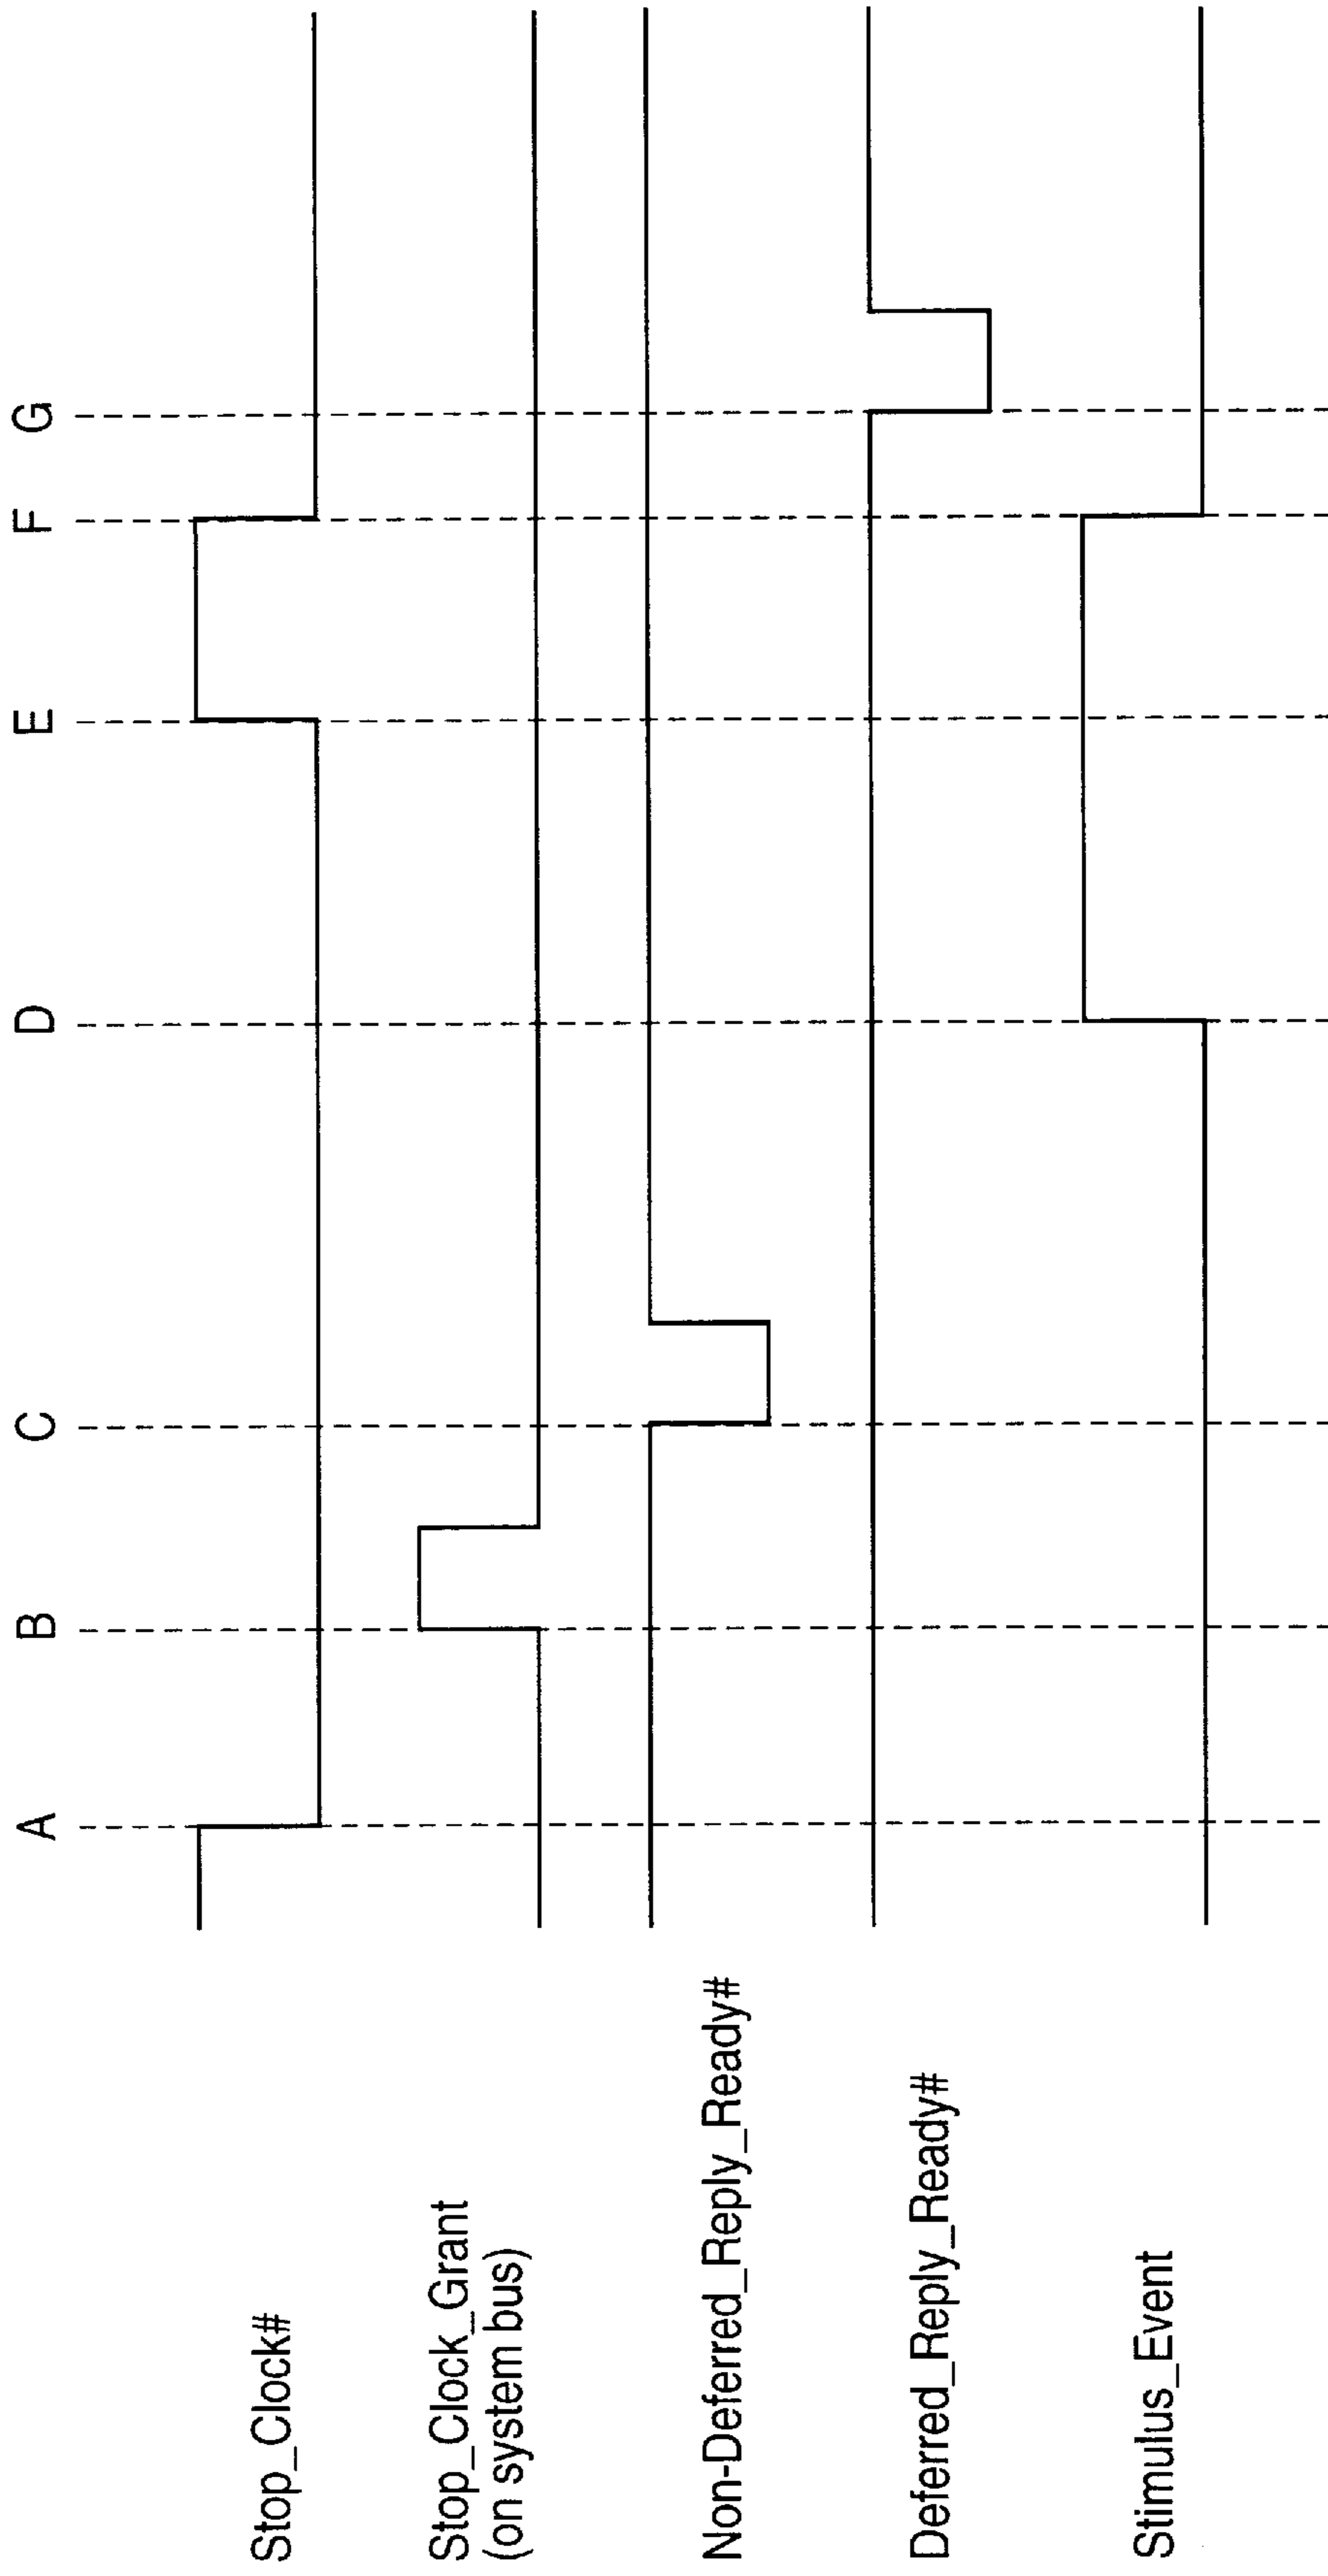 A B C D E F G
Stop_Clock#
Stop_Clock_Grant
(on system bus)
Non-Deferred_Reply_Ready#
Deferred_Reply_Ready#
Stimulus_Event